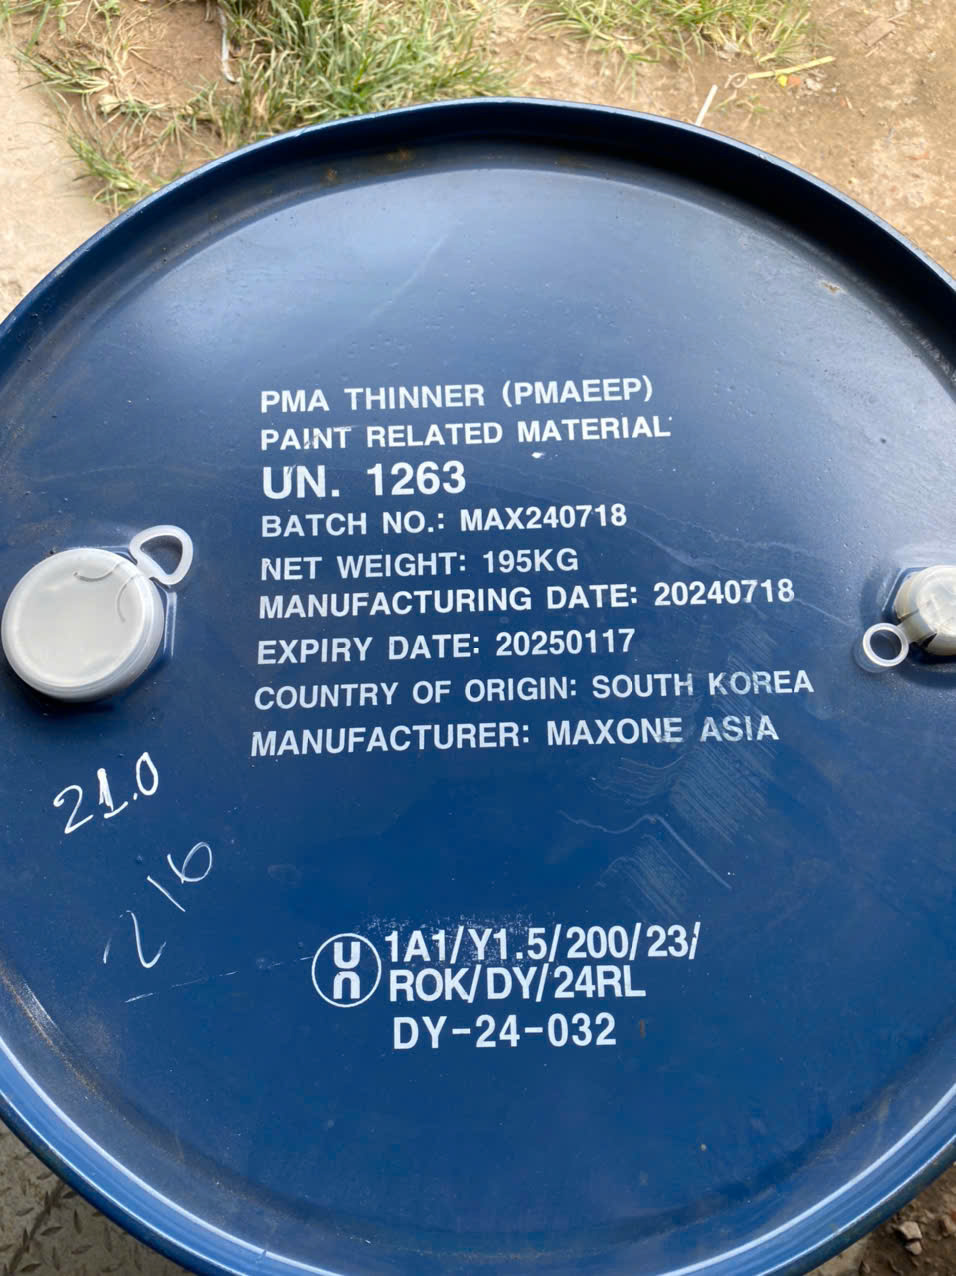 PMA THINNER (PMAEEP)
PAINT RELATED MATERIAL
UN. 1263
BATCH NO.: MAX240718
NET WEIGHT: 195KG
MANUFACTURING DATE: 20240718
EXPIRY DATE: 20250117
COUNTRY OF ORIGIN: SOUTH KOREA
MANUFACTURER: MAXONE ASIA
21.0
216
un 1A1/Y1.5/200/23/
ROK/DY/24RL
DY-24-032